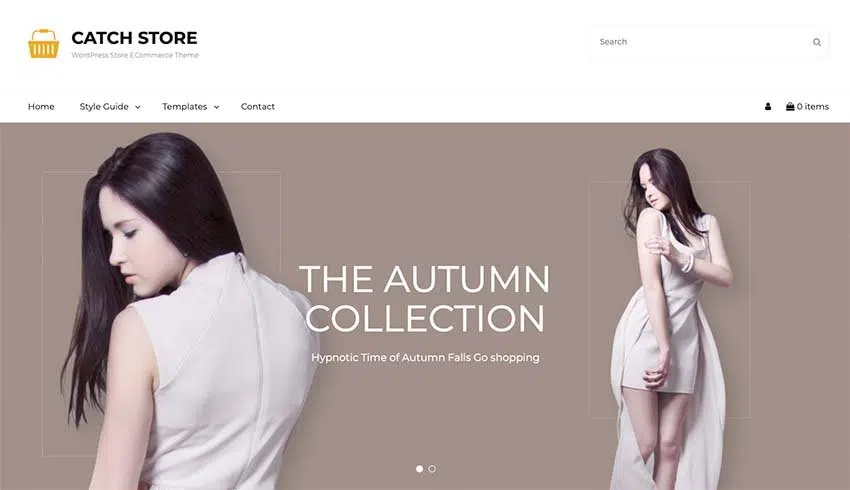 CATCH STORE
WordPress Store ECommerce Theme
Search
Home Style Guide Templates Contact
0 items
THE AUTUMN
COLLECTION
Hypnotic Time of Autumn Falls Go shopping